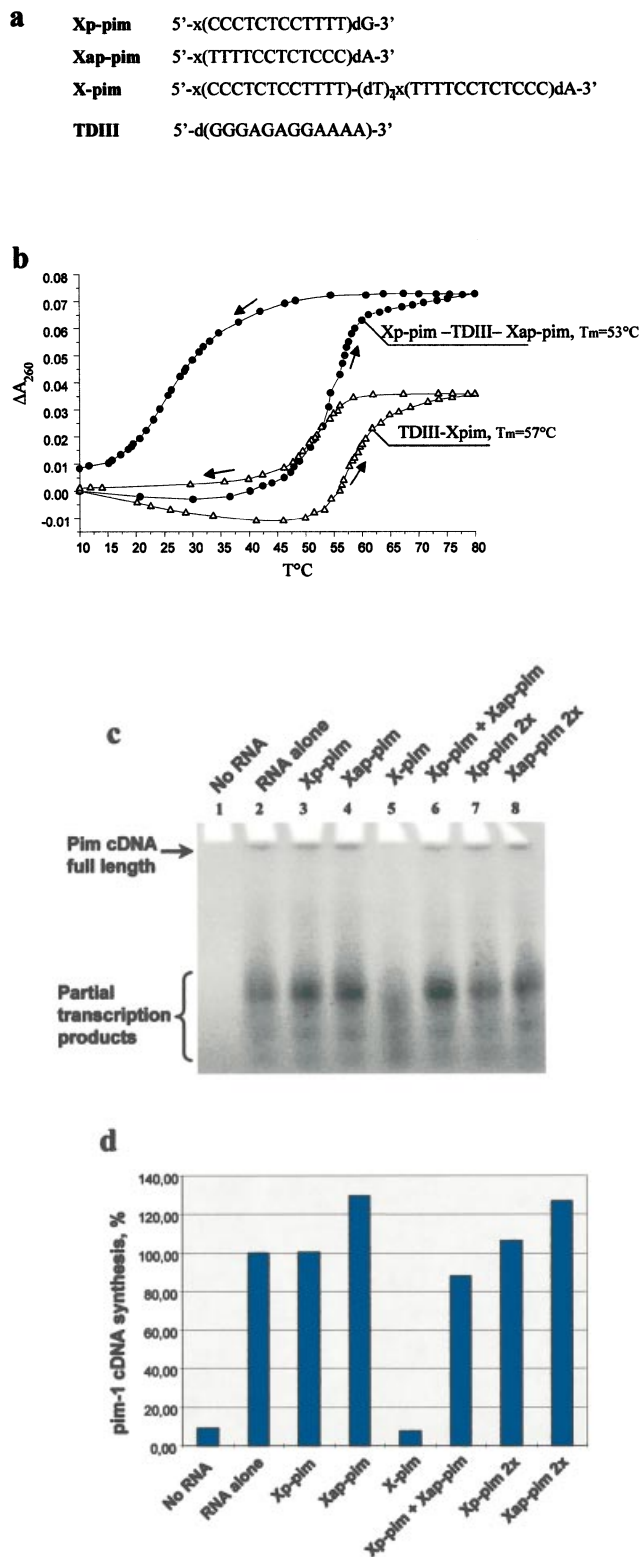 a
Xp-pim 5'-x(CCCTCTCCTTTT)dG-3'
Xap-pim 5'-x(TTTTCCTCTCCC)dA-3'
X-pim 5'-x(CCCTCTCCTTTT)-(dT)4x(TTTTCCTCTCCC)dA-3'
TDIII 5'-d(GGGAGAGGAAAA)-3'
b
0.08
0.07
0.06
0.05
0.04
0.03
0.02
0.01
0.00
-0.01
ΔA260
Xp-pim –TDIII– Xap-pim, Tm=53°C
TDIII-Xpim, Tm=57°C
10 15 20 25 30 35 40 45 50 55 60 65 70 75 80
T°C
c
No RNA
RNA alone
Xp-pim
Xap-pim
X-pim
Xp-pim + Xap-pim
Xp-pim 2x
Xap-pim 2x
1 2 3 4 5 6 7 8
Pim cDNA
full length
Partial
transcription
products
d
140,00
120,00
100,00
80,00
60,00
40,00
20,00
0,00
pim-1 cDNA synthesis, %
No RNA
RNA alone
Xp-pim
Xap-pim
X-pim
Xp-pim + Xap-pim
Xp-pim 2x
Xap-pim 2x